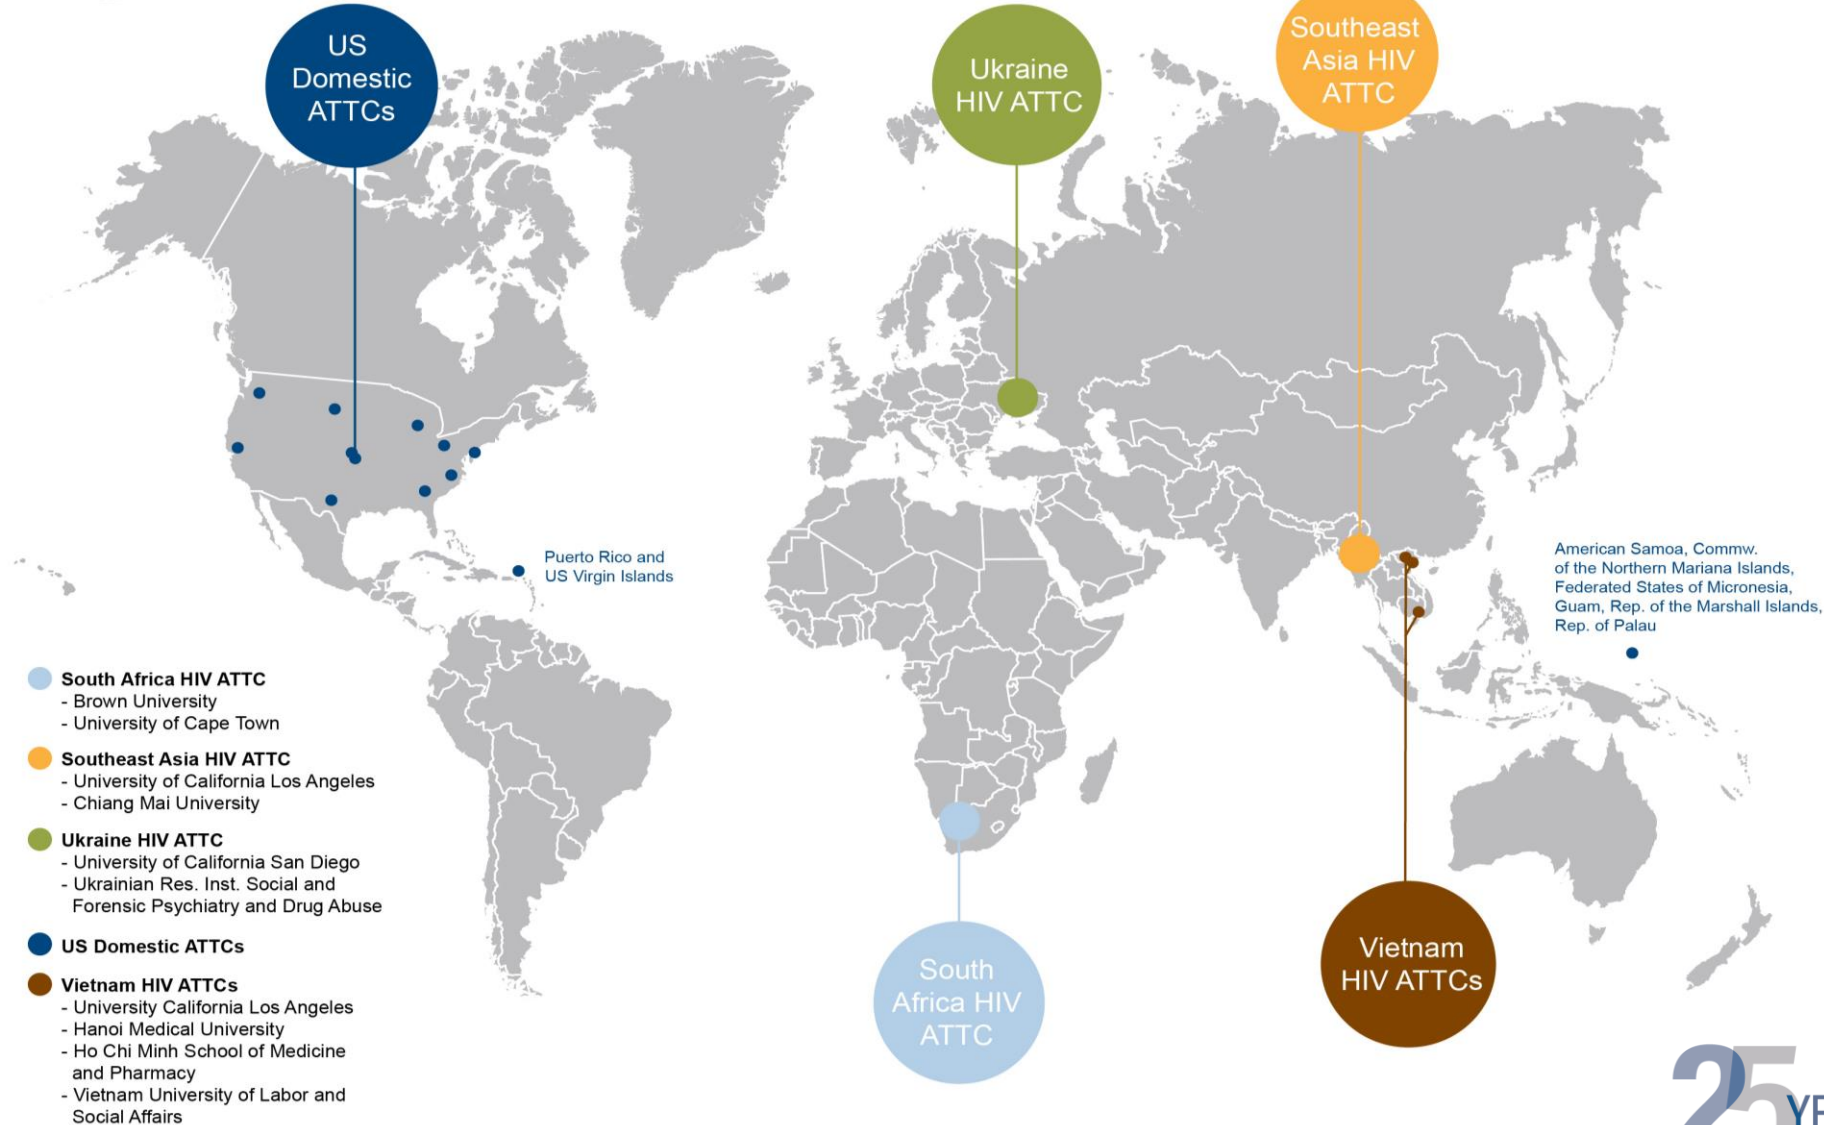 US
Domestic
ATTCs
Ukraine
HIV ATTC
Southeast
Asia HIV
ATTC
Puerto Rico and
US Virgin Islands
American Samoa, Commw.
of the Northern Mariana Islands,
Federated States of Micronesia,
Guam, Rep. of the Marshall Islands,
Rep. of Palau
South Africa HIV ATTC
- Brown University
- University of Cape Town
Southeast Asia HIV ATTC
- University of California Los Angeles
- Chiang Mai University
Ukraine HIV ATTC
- University of California San Diego
- Ukrainian Res. Inst. Social and
Forensic Psychiatry and Drug Abuse
US Domestic ATTCs
Vietnam HIV ATTCs
- University California Los Angeles
- Hanoi Medical University
- Ho Chi Minh School of Medicine
and Pharmacy
- Vietnam University of Labor and
Social Affairs
South
Africa HIV
ATTC
Vietnam
HIV ATTCs
25